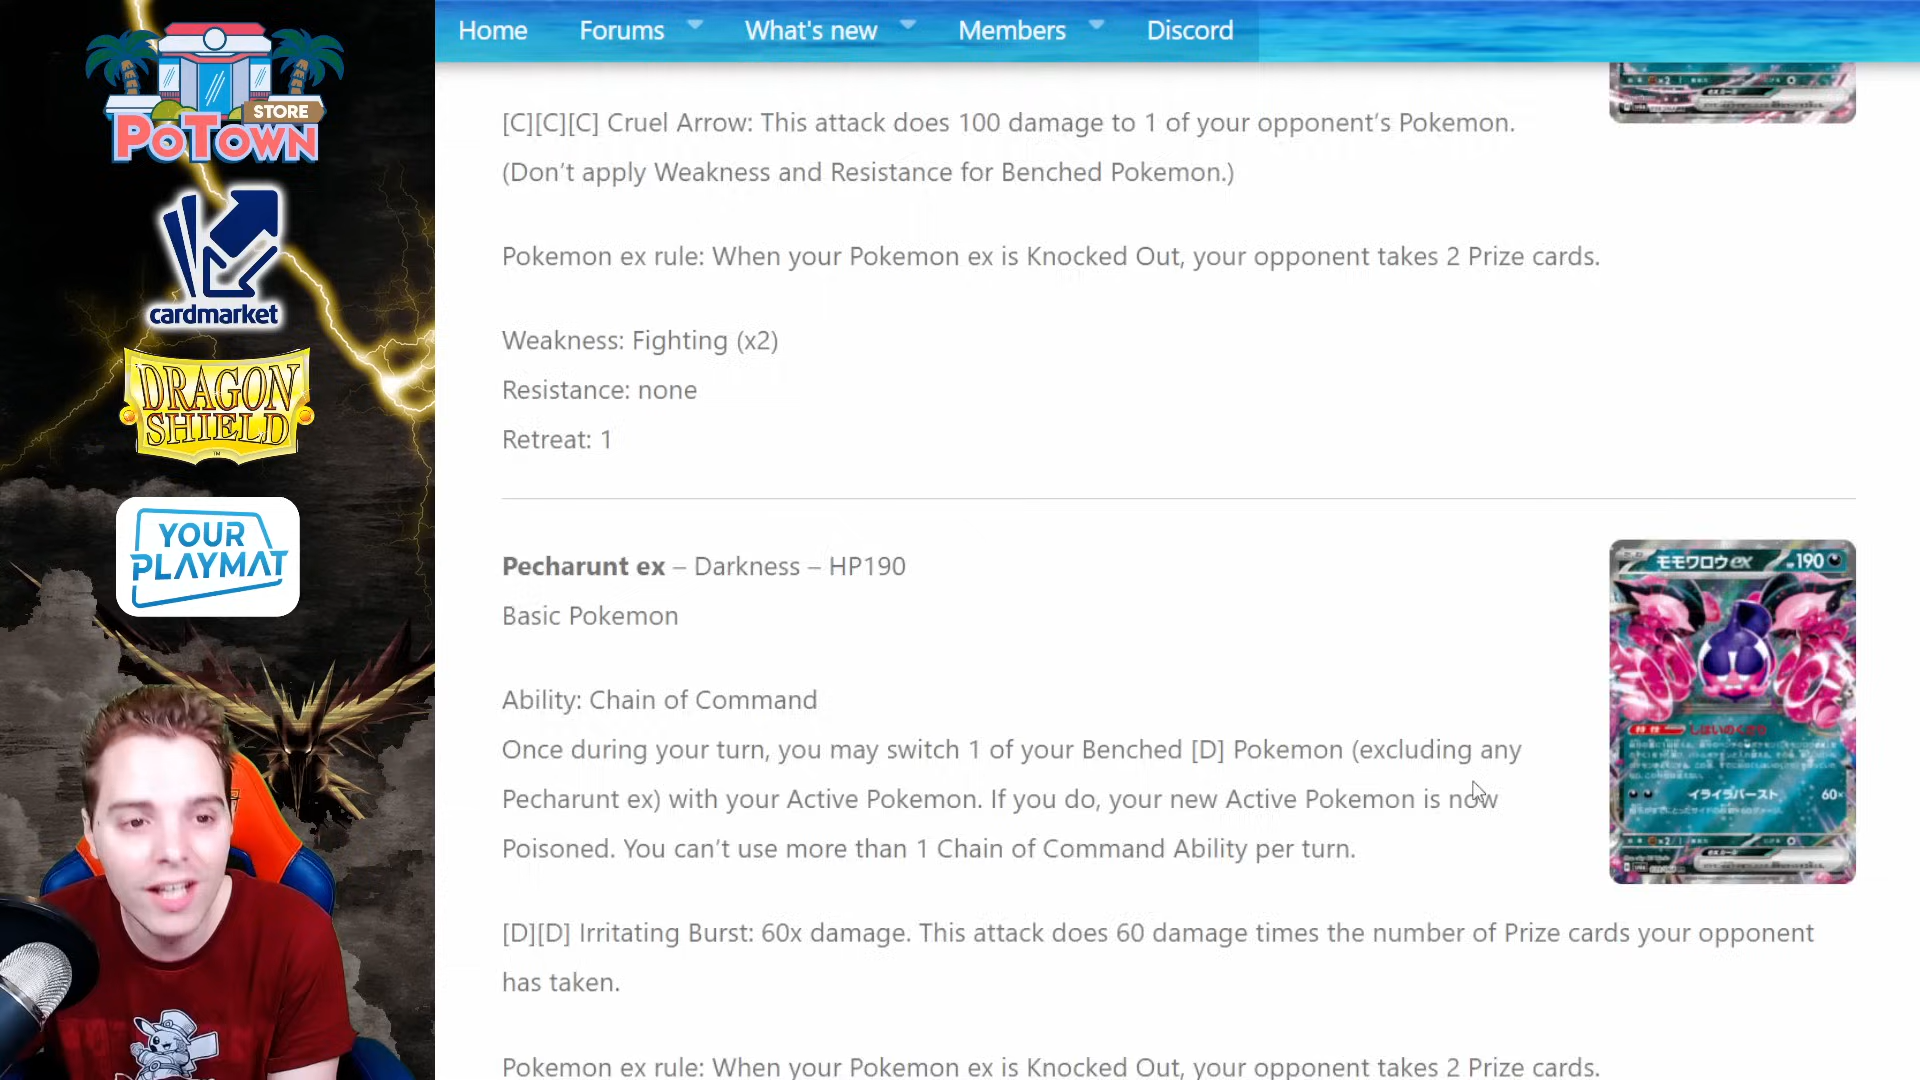 Home
Forums
What's new
Members
Discord
STORE
POTOWN
cardmarket
DRAGON
SHIELD
YOUR
PLAYMAT
[C][C][C] Cruel Arrow: This attack does 100 damage to 1 of your opponent’s Pokemon.
(Don’t apply Weakness and Resistance for Benched Pokemon.)
Pokemon ex rule: When your Pokemon ex is Knocked Out, your opponent takes 2 Prize cards.
Weakness: Fighting (x2)
Resistance: none
Retreat: 1
Pecharunt ex – Darkness – HP190
Basic Pokemon
Ability: Chain of Command
Once during your turn, you may switch 1 of your Benched [D] Pokemon (excluding any
Pecharunt ex) with your Active Pokemon. If you do, your new Active Pokemon is now
Poisoned. You can’t use more than 1 Chain of Command Ability per turn.
[D][D] Irritating Burst: 60x damage. This attack does 60 damage times the number of Prize cards your opponent
has taken.
Pokemon ex rule: When your Pokemon ex is Knocked Out, your opponent takes 2 Prize cards.
モモワロウex 190
しはいのくさり
イライラバースト 60×